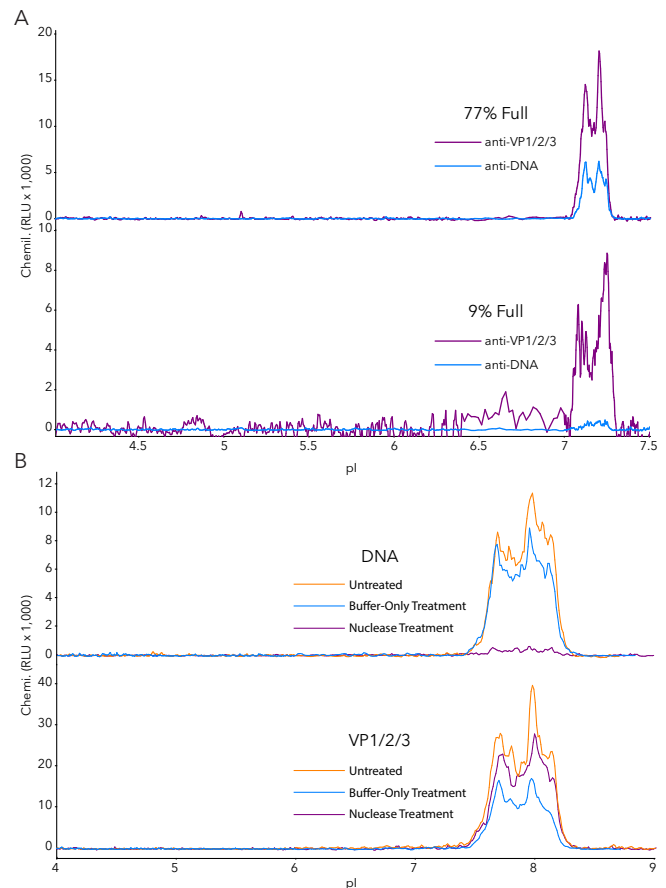 A
20
15
10
5
0
77% Full
anti-VP1/2/3
anti-DNA
Chemil. (RLU x 1,000)
10
8
6
4
2
0
9% Full
anti-VP1/2/3
anti-DNA
4.5 5 5.5 6 6.5 7 7.5
pI
B
12
10
8
6
4
2
0
DNA
Untreated
Buffer-Only Treatment
Nuclease Treatment
Chemi. (RLU x 1,000)
40
30
20
10
0
VP1/2/3
Untreated
Buffer-Only Treatment
Nuclease Treatment
4 5 6 7 8 9
pI